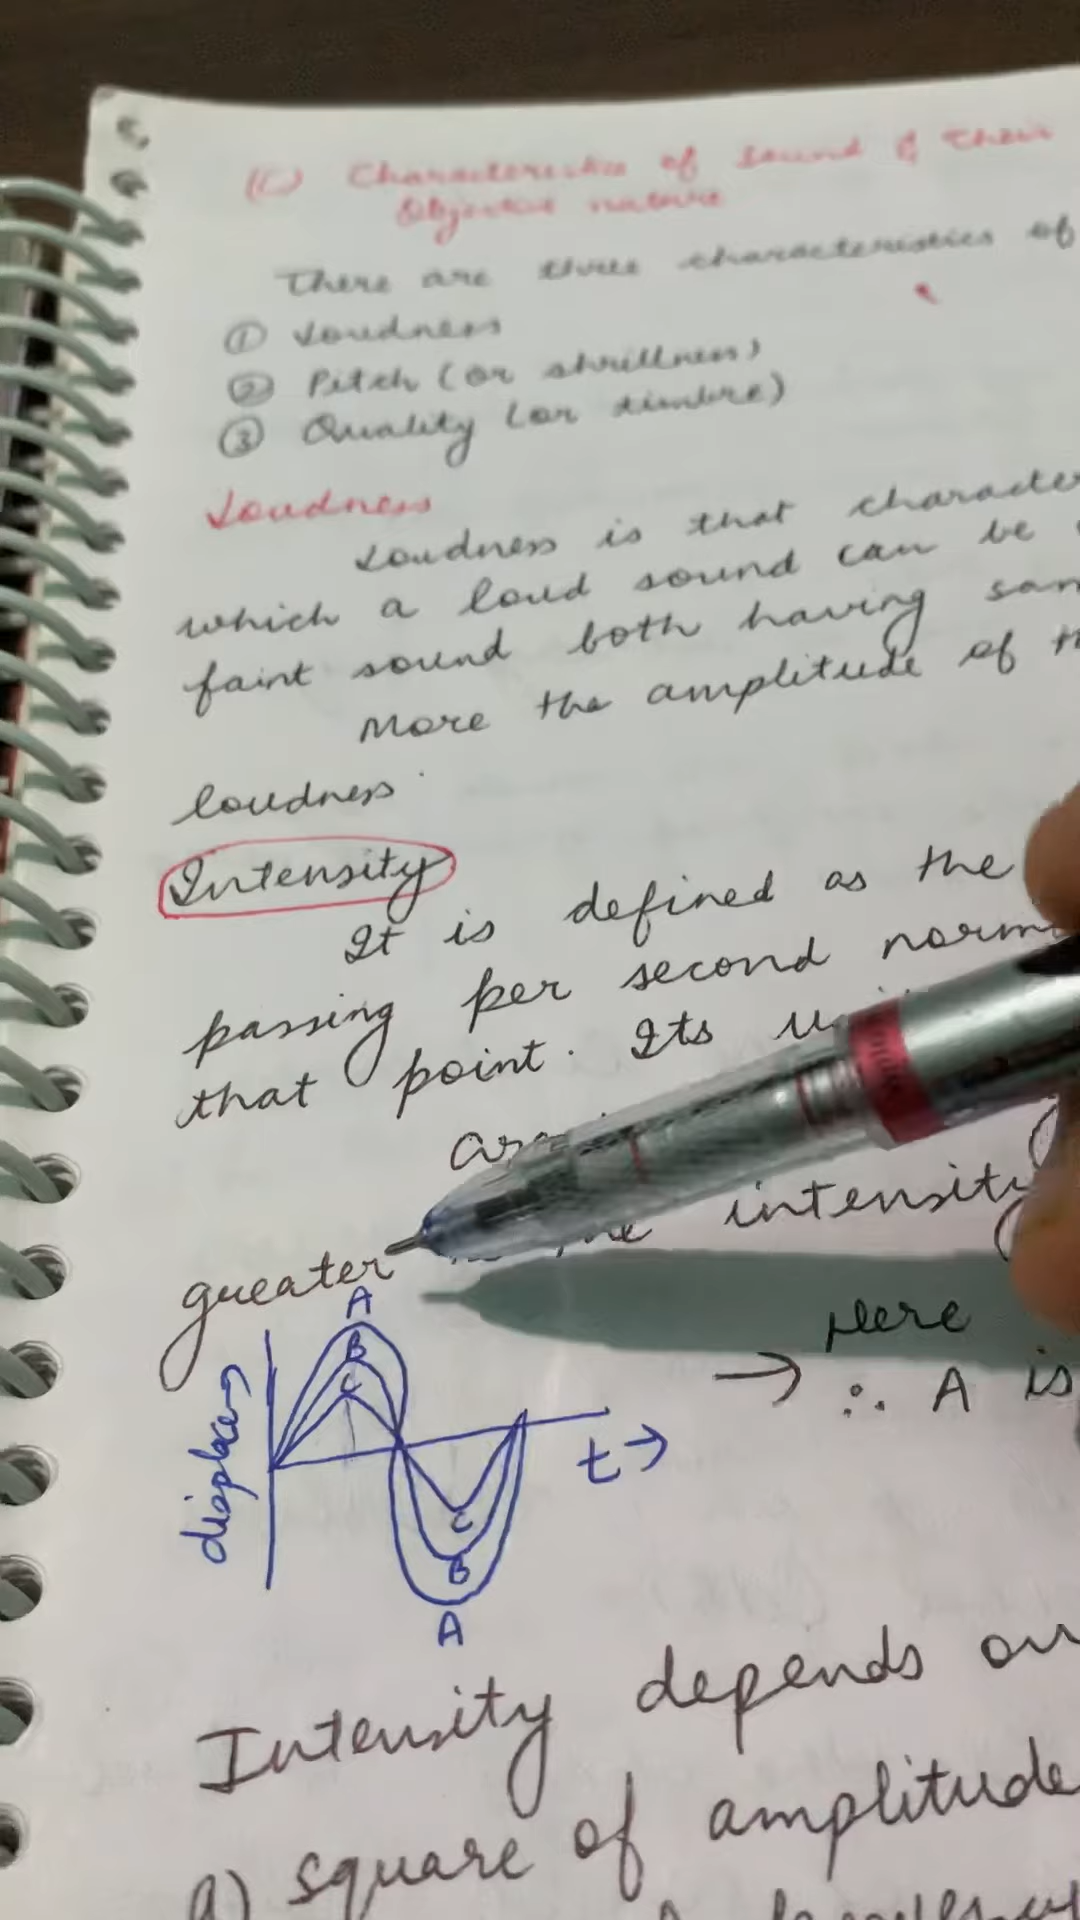 (C) Characteristics of sound & their
Objective nature
There are three characteristics of
① Loudness
② Pitch (or shrillness)
③ Quality (or timbre)
Loudness
Loudness is that character
which a loud sound can be
faint sound both having sam
More the amplitude of th
loudness.
Intensity
It is defined as the
passing per second norm
that point. Its u
intensity
greater
A
B
C
displace→
t→
C
B
A
→ Here
∴ A is
Intensity depends on
a) square of amplitude